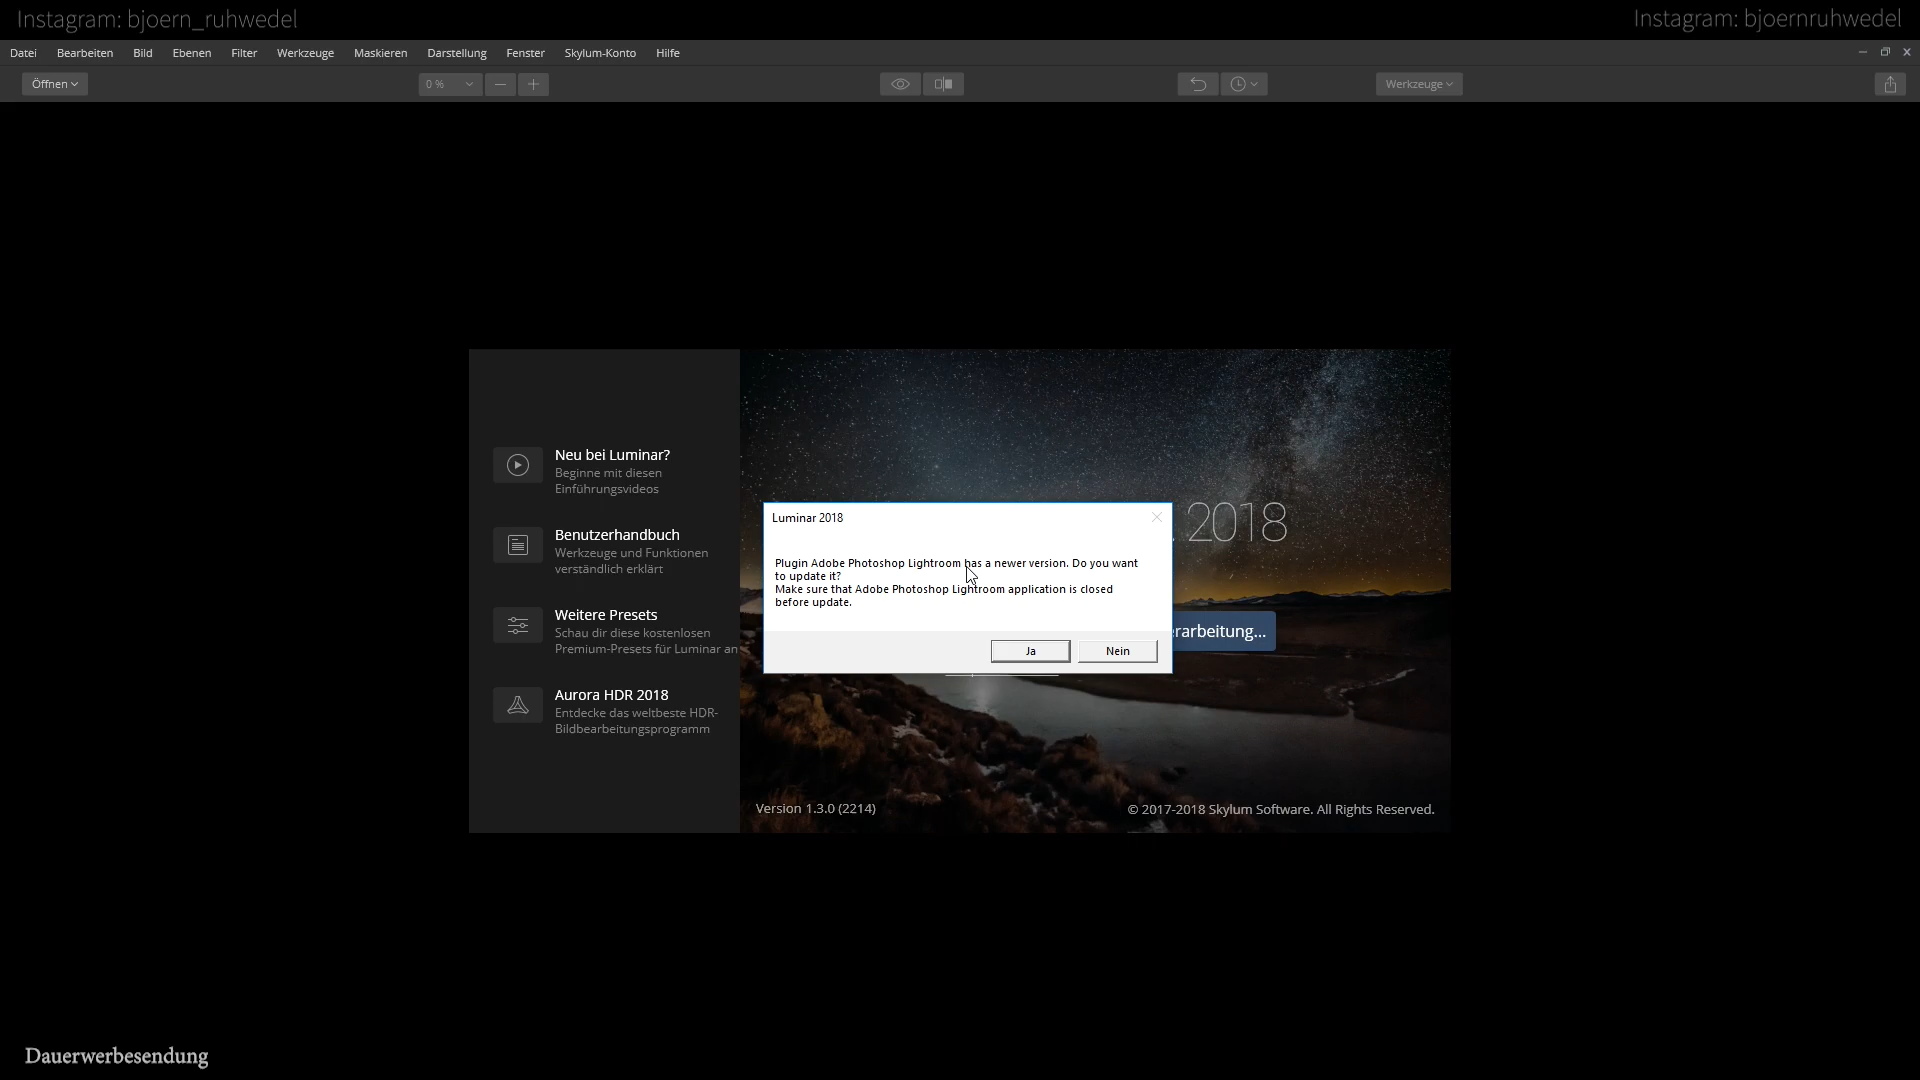 Instagram: bjoern_ruhwedel
Instagram: bjoernruhwedel
Datei Bearbeiten Bild Ebenen Filter Werkzeuge Maskieren Darstellung Fenster Skylum-Konto Hilfe
Öffnen 0 % Werkzeuge
Neu bei Luminar?
Beginne mit diesen
Einführungsvideos
Benutzerhandbuch
Werkzeuge und Funktionen
verständlich erklärt
Weitere Presets
Schau dir diese kostenlosen
Premium-Presets für Luminar an
Aurora HDR 2018
Entdecke das weltbeste HDR-
Bildbearbeitungsprogramm
2018
Luminar 2018
Plugin Adobe Photoshop Lightroom has a newer version. Do you want
to update it?
Make sure that Adobe Photoshop Lightroom application is closed
before update.
Ja Nein
rarbeitung...
Version 1.3.0 (2214)
© 2017-2018 Skylum Software. All Rights Reserved.
Dauerwerbesendung